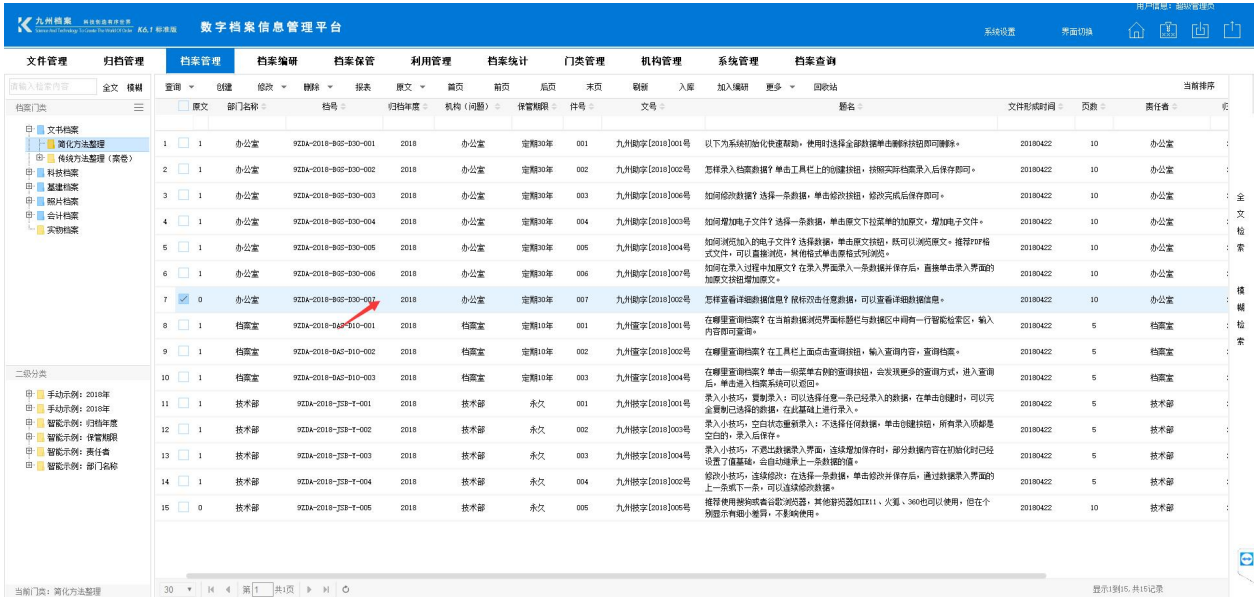 用户信息: 超级管理员
九州档案 科技创造有序世界
K6.1 标准版
数字档案信息管理平台
系统设置 界面切换
文件管理 归档管理 档案管理 档案编研 档案保管 利用管理 档案统计 门类管理 机构管理 系统管理 档案查询
请输入检索内容 全文 模糊 查询 创建 修改 删除 报表 原文 首页 前页 后页 末页 刷新 入库 加入编研 更多 回收站 当前排序
档案门类 原文 部门名称 档号 归档年度 机构（问题） 保管期限 件号 文号 题名 文件形成时间 页数 责任者
文书档案
简化方法整理
传统方法整理（案卷）
科技档案
基建档案
照片档案
会计档案
实物档案
1 1 办公室 9ZDA-2018-BGS-D30-001 2018 办公室 定期30年 001 九州助字[2018]001号 以下为系统初始化快速帮助，使用时选择全部数据单击删除按钮即可删除。 20180422 10 办公室
2 1 办公室 9ZDA-2018-BGS-D30-002 2018 办公室 定期30年 002 九州助字[2018]002号 怎样录入档案数据？单击工具栏上的创建按钮，按照实际档案录入后保存即可。 20180422 10 办公室
3 1 办公室 9ZDA-2018-BGS-D30-003 2018 办公室 定期30年 003 九州助字[2018]006号 如何修改数据？选择一条数据，单击修改按钮，修改完成后保存即可。 20180422 10 办公室
4 1 办公室 9ZDA-2018-BGS-D30-004 2018 办公室 定期30年 004 九州助字[2018]003号 如何增加电子文件？选择一条数据，单击原文下拉菜单的加原文，增加电子文件。 20180422 10 办公室
5 1 办公室 9ZDA-2018-BGS-D30-005 2018 办公室 定期30年 005 九州助字[2018]004号 如何浏览加入的电子文件？选择数据，单击原文按钮，既可以浏览原文。推荐PDF格
式文件，可以直接浏览，其他格式单击原格式列浏览。 20180422 10 办公室
6 1 办公室 9ZDA-2018-BGS-D30-006 2018 办公室 定期30年 006 九州助字[2018]007号 如何在录入过程中加原文？在录入界面录入一条数据并保存后，直接单击录入界面的
加原文按钮增加原文。 20180422 10 办公室
7 0 办公室 9ZDA-2018-BGS-D30-007 2018 办公室 定期30年 007 九州助字[2018]002号 怎样查看详细数据信息？鼠标双击任意数据，可以查看详细数据信息。 20180422 10 办公室
8 1 档案室 9ZDA-2018-DAS-D10-001 2018 档案室 定期10年 001 九州查字[2018]001号 在哪里查询档案？在当前数据浏览界面标题栏与数据区中间有一行智能检索区，输入
内容即可查询。 20180422 5 档案室
9 1 档案室 9ZDA-2018-DAS-D10-002 2018 档案室 定期10年 002 九州查字[2018]002号 在哪里查询档案？在工具栏上面点击查询按钮，输入查询内容，查询档案。 20180422 5 档案室
10 1 档案室 9ZDA-2018-DAS-D10-003 2018 档案室 定期10年 003 九州查字[2018]004号 在哪里查询档案？单击一级菜单右侧的查询按钮，会发现更多的查询方式，进入查询
后，单击进入档案系统可以返回。 20180422 5 档案室
11 1 技术部 9ZDA-2018-JSB-Y-001 2018 技术部 永久 001 九州技字[2018]001号 录入小技巧，复制录入：可以选择任意一条已经录入的数据，在单击创建时，可以完
全复制已选择的数据，在此基础上进行录入。 20180422 5 技术部
12 1 技术部 9ZDA-2018-JSB-Y-002 2018 技术部 永久 002 九州技字[2018]003号 录入小技巧，空白状态重新录入：不选择任何数据，单击创建按钮，所有录入项都是
空白的，录入后保存。 20180422 5 技术部
13 1 技术部 9ZDA-2018-JSB-Y-003 2018 技术部 永久 003 九州技字[2018]004号 录入小技巧，不退出数据录入界面，连续增加保存时，部分数据内容在初始化时已经
设置了值基础，会自动继承上一条数据的值。 20180422 5 技术部
14 1 技术部 9ZDA-2018-JSB-Y-004 2018 技术部 永久 004 九州技字[2018]002号 修改小技巧，连续修改：在选择一条数据，单击修改并保存后，通过数据录入界面的
上一条或下一条，可以连续修改数据。 20180422 5 技术部
15 0 技术部 9ZDA-2018-JSB-Y-005 2018 技术部 永久 005 九州技字[2018]005号 推荐使用搜狗或者谷歌浏览器，其他游览器如IE11、火狐、360也可以使用，但在个
别显示有细小差异，不影响使用。 20180422 10 技术部
二级分类
手动示例: 2018年
手动示例: 2018年
智能示例: 归档年度
智能示例: 保管期限
智能示例: 责任者
智能示例: 部门名称
全文检索
模糊检索
当前门类: 简化方法整理 30 第 1 共1页 显示1到15, 共15记录